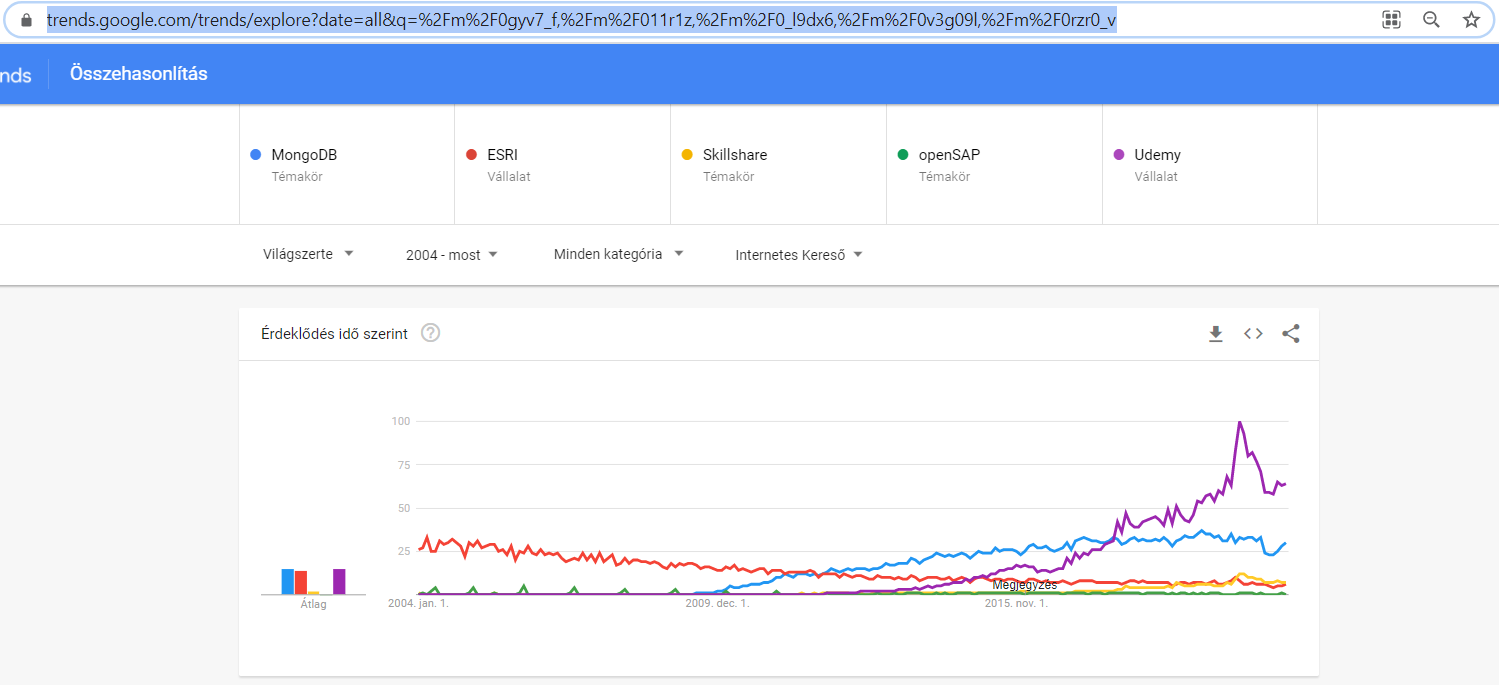 trends.google.com/trends/explore?date=all&q=%2Fm%2F0gyv7_f,%2Fm%2F011r1z,%2Fm%2F0_l9dx6,%2Fm%2F0v3g09l,%2Fm%2F0rzr0_v
nds Összehasonlítás
MongoDB ESRI Skillshare openSAP Udemy
Témakör Vállalat Témakör Témakör Vállalat
Világszerte 2004 - most Minden kategória Internetes Kereső
Érdeklődés idő szerint ?
100
75
50
25
Megjegyzés
Átlag 2004. jan. 1. 2009. dec. 1. 2015. nov. 1.